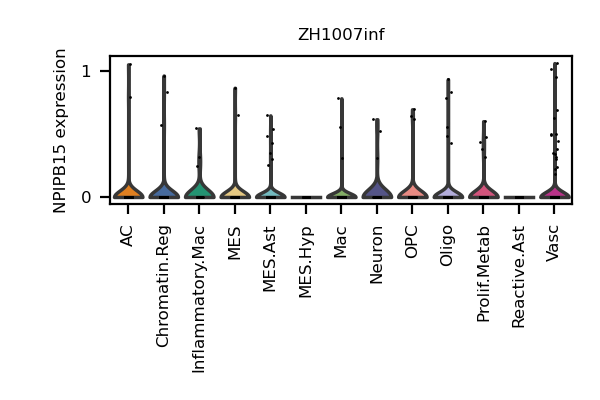 ZH1007inf
NPIPB15 expression
1
0
AC
Chromatin.Reg
Inflammatory.Mac
MES
MES.Ast
MES.Hyp
Mac
Neuron
OPC
Oligo
Prolif.Metab
Reactive.Ast
Vasc